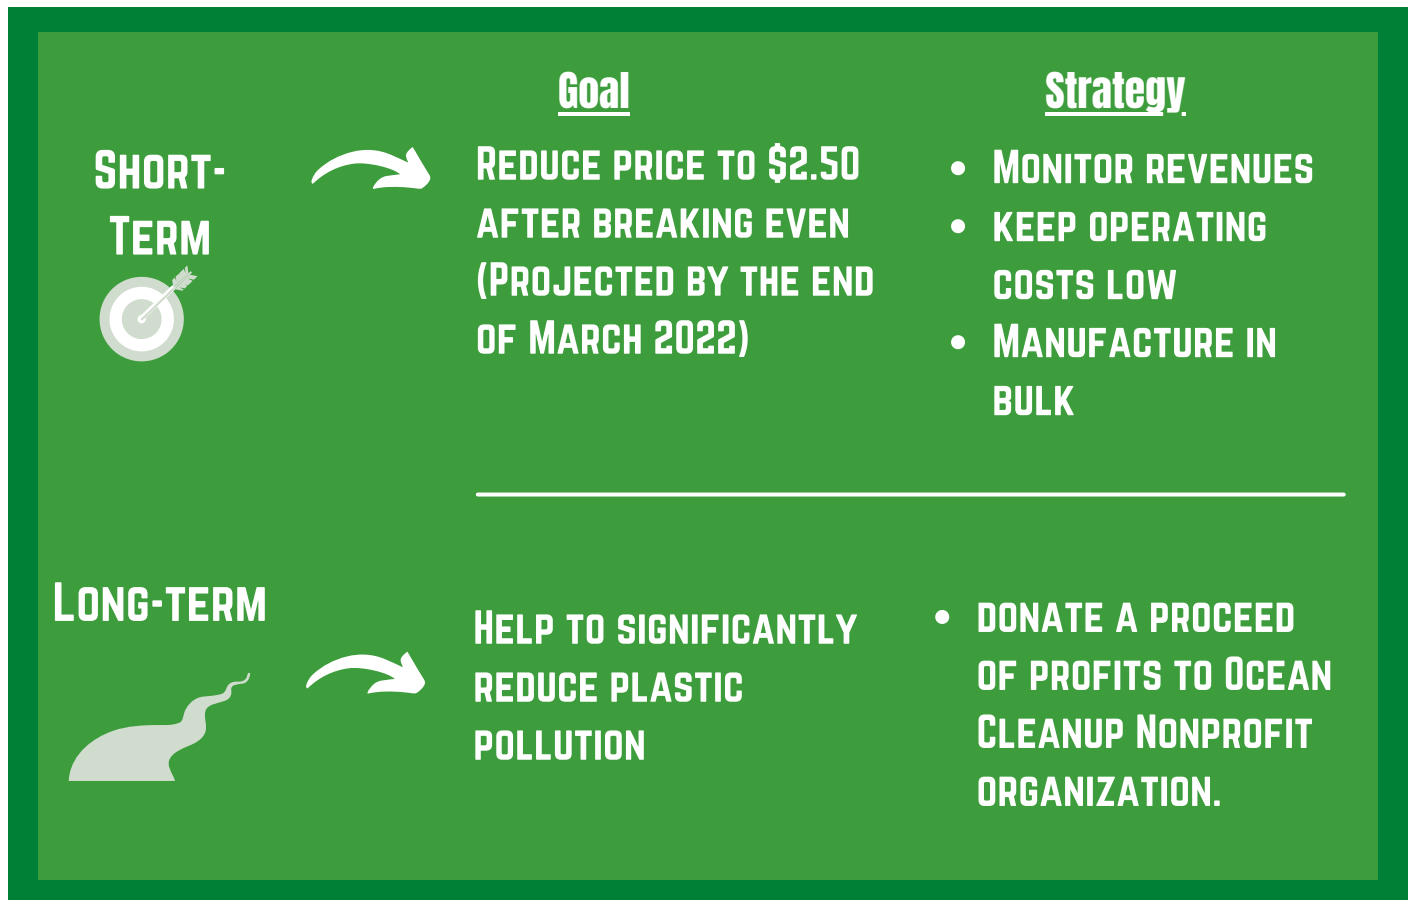 Goal
Strategy
Short-
Term
Reduce price to $2.50
after breaking even
(Projected by the end
of March 2022)
• Monitor revenues
• keep operating
costs low
• Manufacture in
bulk
Long-term
Help to significantly
reduce plastic
pollution
• donate a proceed
of profits to Ocean
Cleanup Nonprofit
organization.